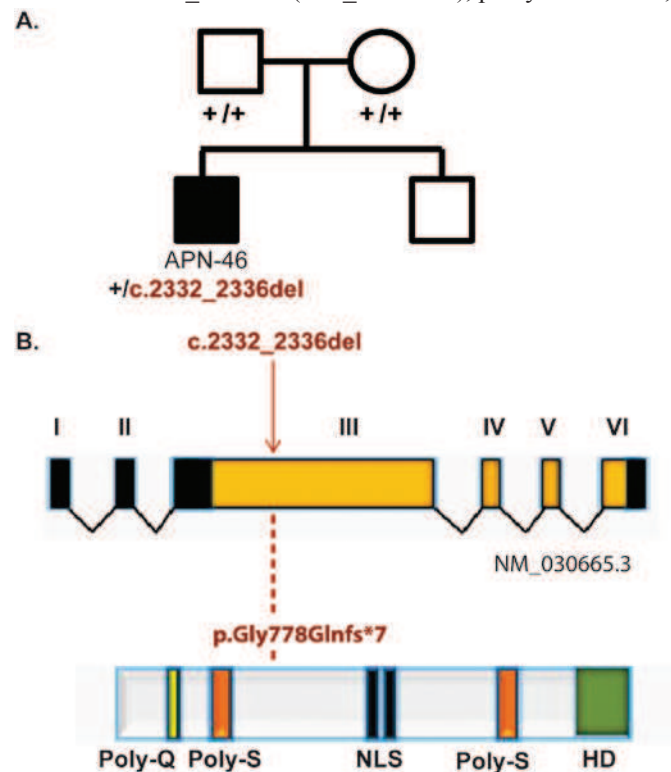 A.
+/+ +/+
APN-46
+/c.2332_2336del
B.
c.2332_2336del
I II III IV V VI
NM_030665.3
p.Gly778Glnfs*7
Poly-Q Poly-S NLS Poly-S HD